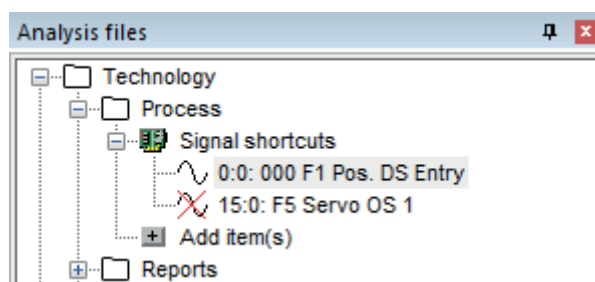 Analysis files
Technology
Process
Signal shortcuts
0:0: 000 F1 Pos. DS Entry
15:0: F5 Servo OS 1
Add item(s)
Reports